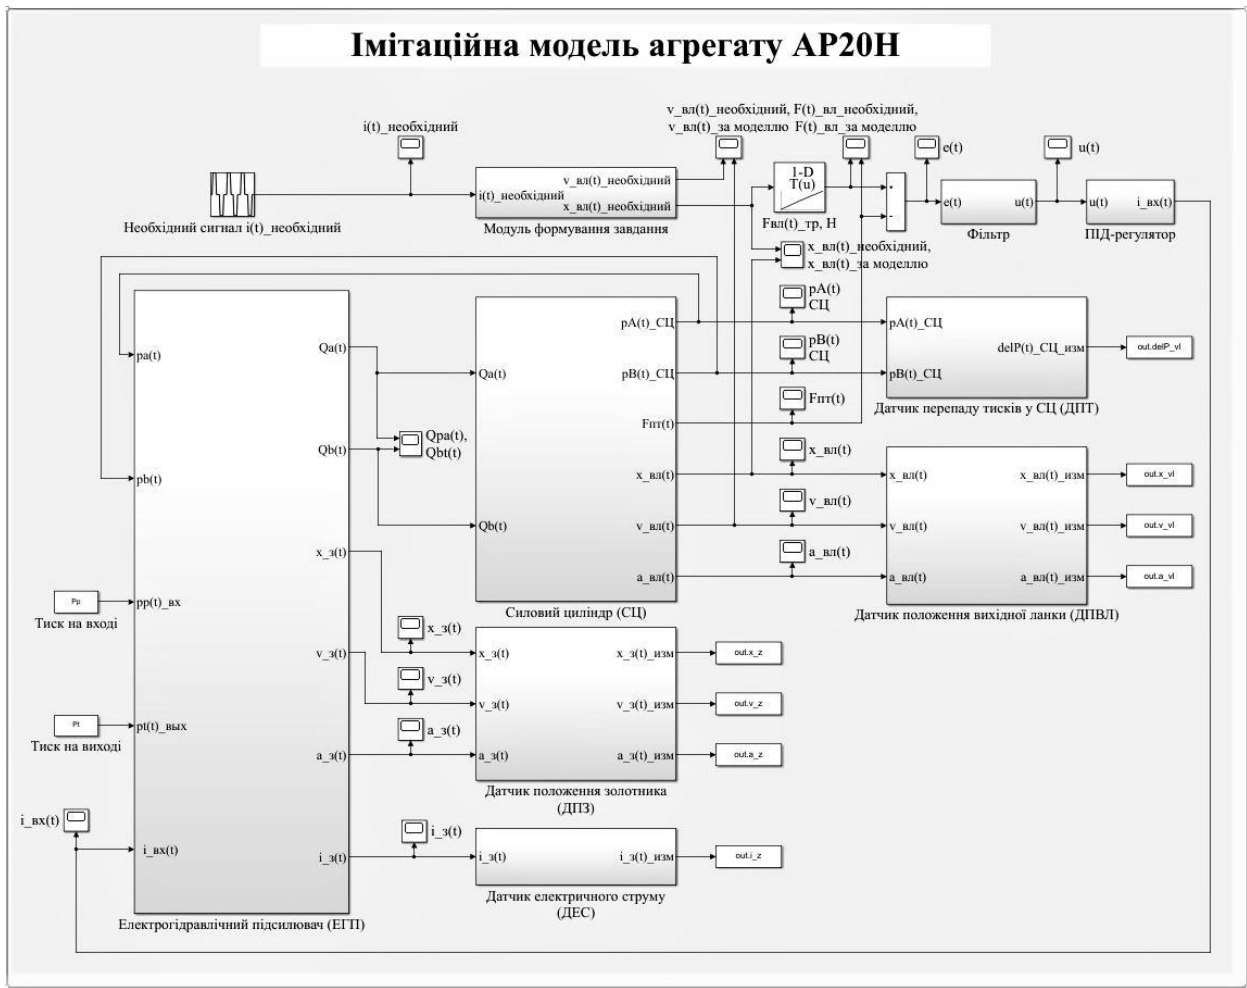 Імітаційна модель агрегату АР20Н
v_вл(t)_необхідний, F(t)_вл_необхідний,
v_вл(t)_за моделлю F(t)_вл_за моделлю
i(t)_необхідний
e(t)
u(t)
Необхідний сигнал i(t)_необхідний
i(t)_необхідний
v_вл(t)_необхідний
x_вл(t)_необхідний
Модуль формування завдання
1-D
T(u)
Fвл(t)_тр, Н
+
-
e(t)
u(t)
Фільтр
u(t)
i_вх(t)
ПІД-регулятор
x_вл(t)_необхідний,
x_вл(t)_за моделлю
pa(t)
pb(t)
pp(t)_вх
pt(t)_вых
i_вх(t)
Qa(t)
Qb(t)
x_з(t)
v_з(t)
a_з(t)
i_з(t)
Електрогідравлічний підсилювач (ЕГП)
Pp
Тиск на вході
Pt
Тиск на виході
i_вх(t)
Qpa(t),
Qbt(t)
Qa(t)
Qb(t)
pA(t)_СЦ
pB(t)_СЦ
Fпт(t)
x_вл(t)
v_вл(t)
a_вл(t)
Силовий циліндр (СЦ)
pA(t)
СЦ
pB(t)
СЦ
Fпт(t)
x_вл(t)
v_вл(t)
a_вл(t)
pA(t)_СЦ
pB(t)_СЦ
delP(t)_СЦ_изм
Датчик перепаду тисків у СЦ (ДПТ)
out.delP_vl
x_вл(t)
v_вл(t)
a_вл(t)
x_вл(t)_изм
v_вл(t)_изм
a_вл(t)_изм
Датчик положення вихідної ланки (ДПВЛ)
out.x_vl
out.v_vl
out.a_vl
x_з(t)
v_з(t)
a_з(t)
x_з(t)
v_з(t)
a_з(t)
x_з(t)_изм
v_з(t)_изм
a_з(t)_изм
Датчик положення золотника
(ДПЗ)
out.x_z
out.v_z
out.a_z
i_з(t)
i_з(t)
i_з(t)_изм
Датчик електричного струму
(ДЕС)
out.i_z